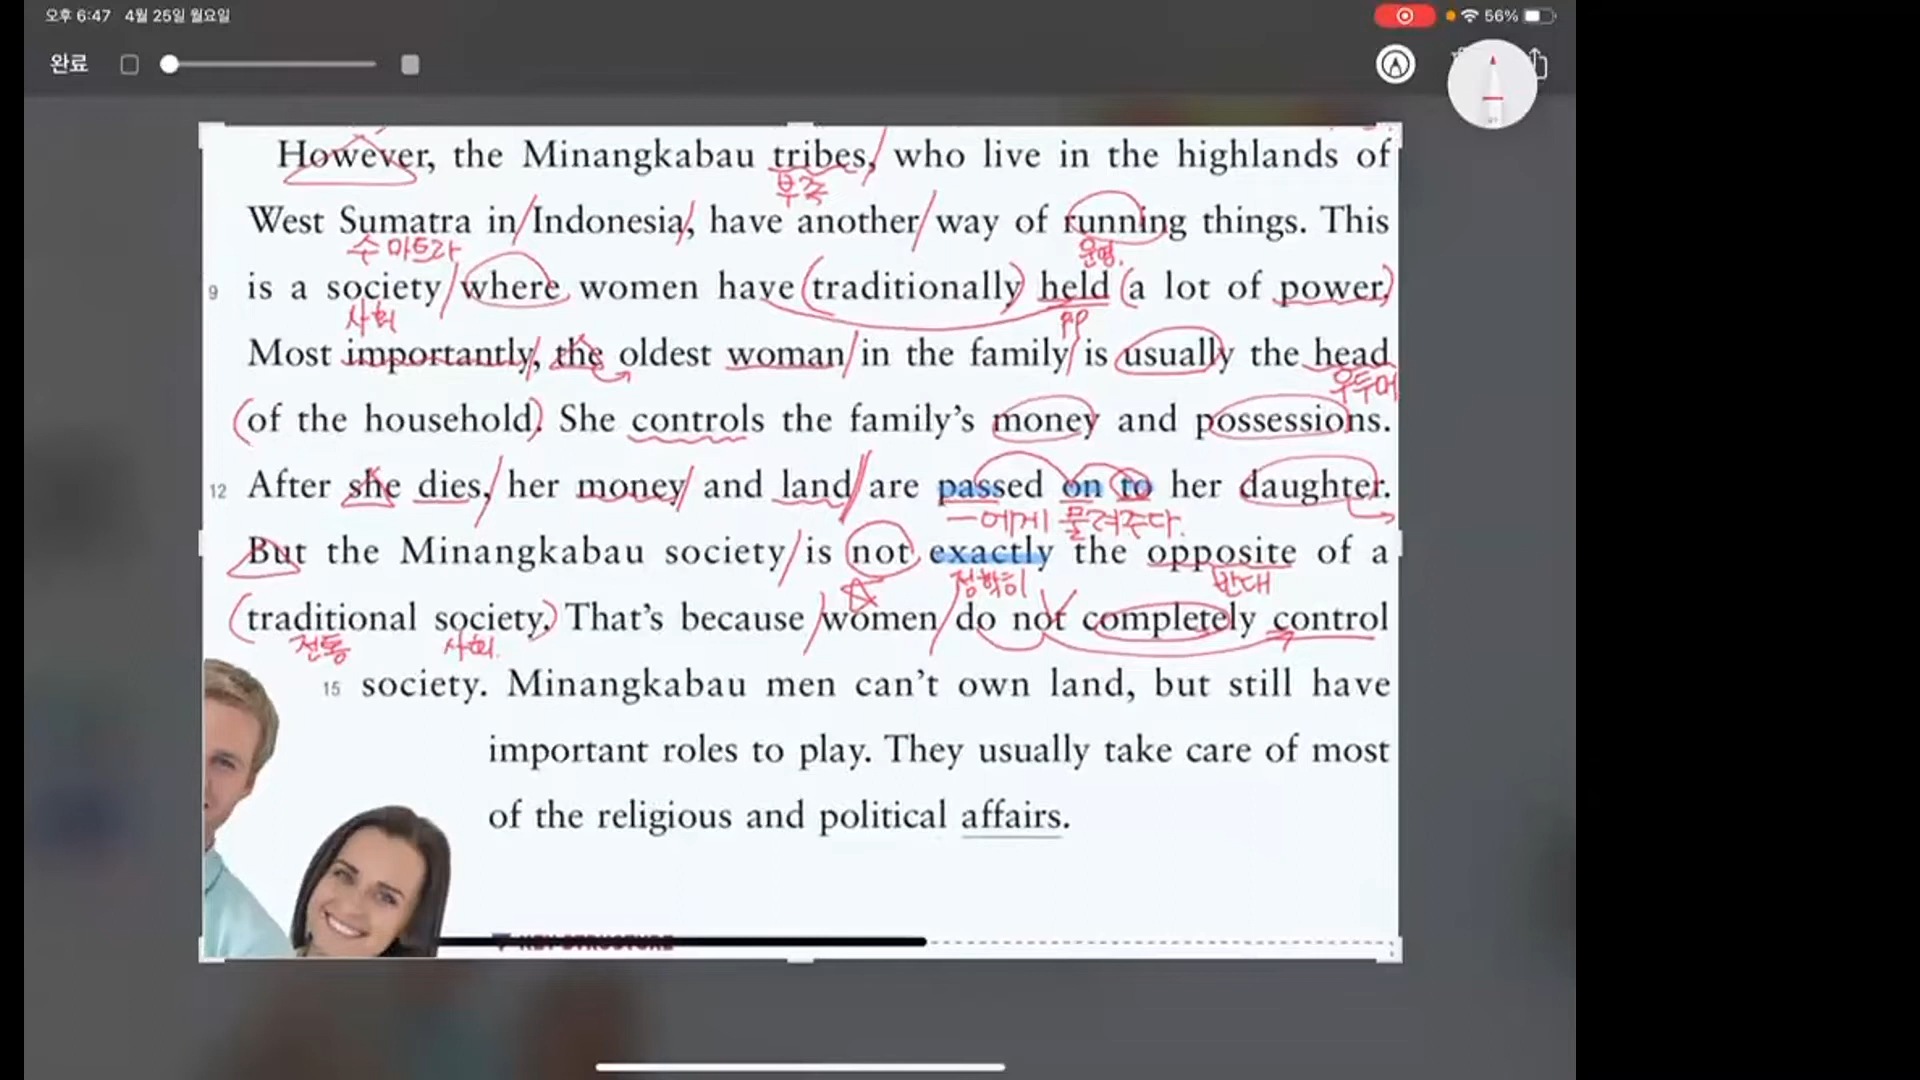 오후 6:47 4월 25일 월요일
56%
완료
However, the Minangkabau tribes, who live in the highlands of
부족
West Sumatra in Indonesia, have another way of running things. This
수마트라
운영.
9 is a society where women have traditionally held a lot of power.
사회
pp
Most importantly, the oldest woman in the family is usually the head
우두머
of the household. She controls the family's money and possessions.
12 After she dies, her money and land are passed on to her daughter.
—에게 물려주다.
But the Minangkabau society is not exactly the opposite of a
정확히
반대
traditional society. That's because women do not completely control
전통
사회.
15 society. Minangkabau men can't own land, but still have
important roles to play. They usually take care of most
of the religious and political affairs.
KEY STRUCTURE